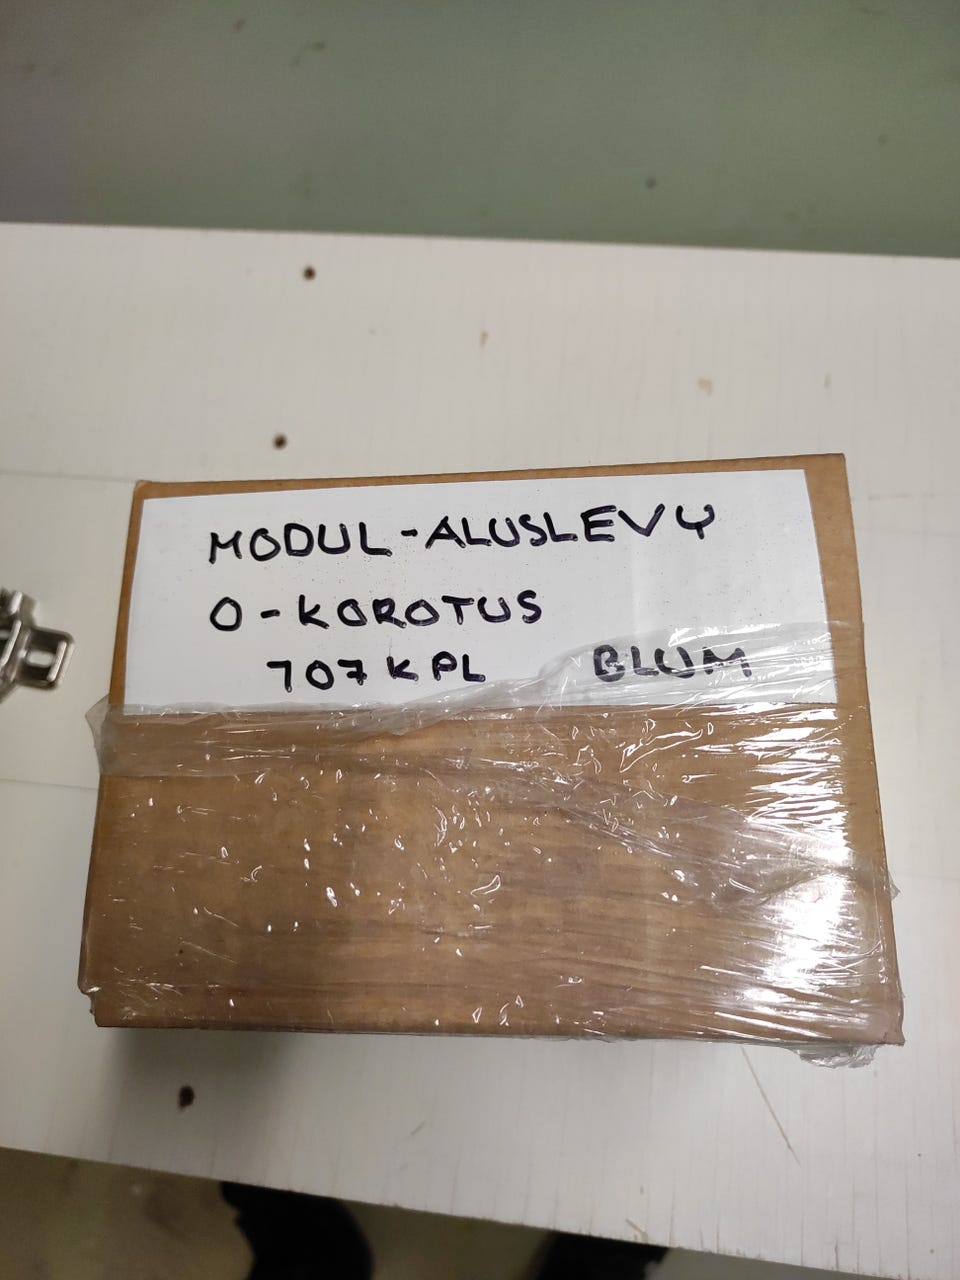 MODUL-ALUSLEVY
0-KOROTUS
707 KPL BLUM